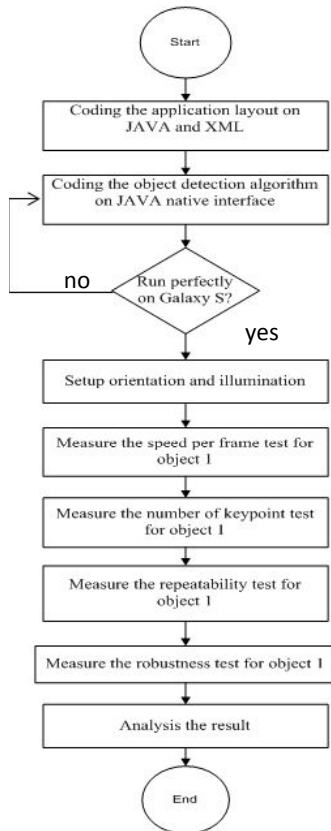 Start
Coding the application layout on
JAVA and XML
Coding the object detection algorithm
on JAVA native interface
no
Run perfectly
on Galaxy S?
yes
Setup orientation and illumination
Measure the speed per frame test for
object 1
Measure the number of keypoint test
for object 1
Measure the repeatability test for
object 1
Measure the robustness test for object 1
Analysis the result
End